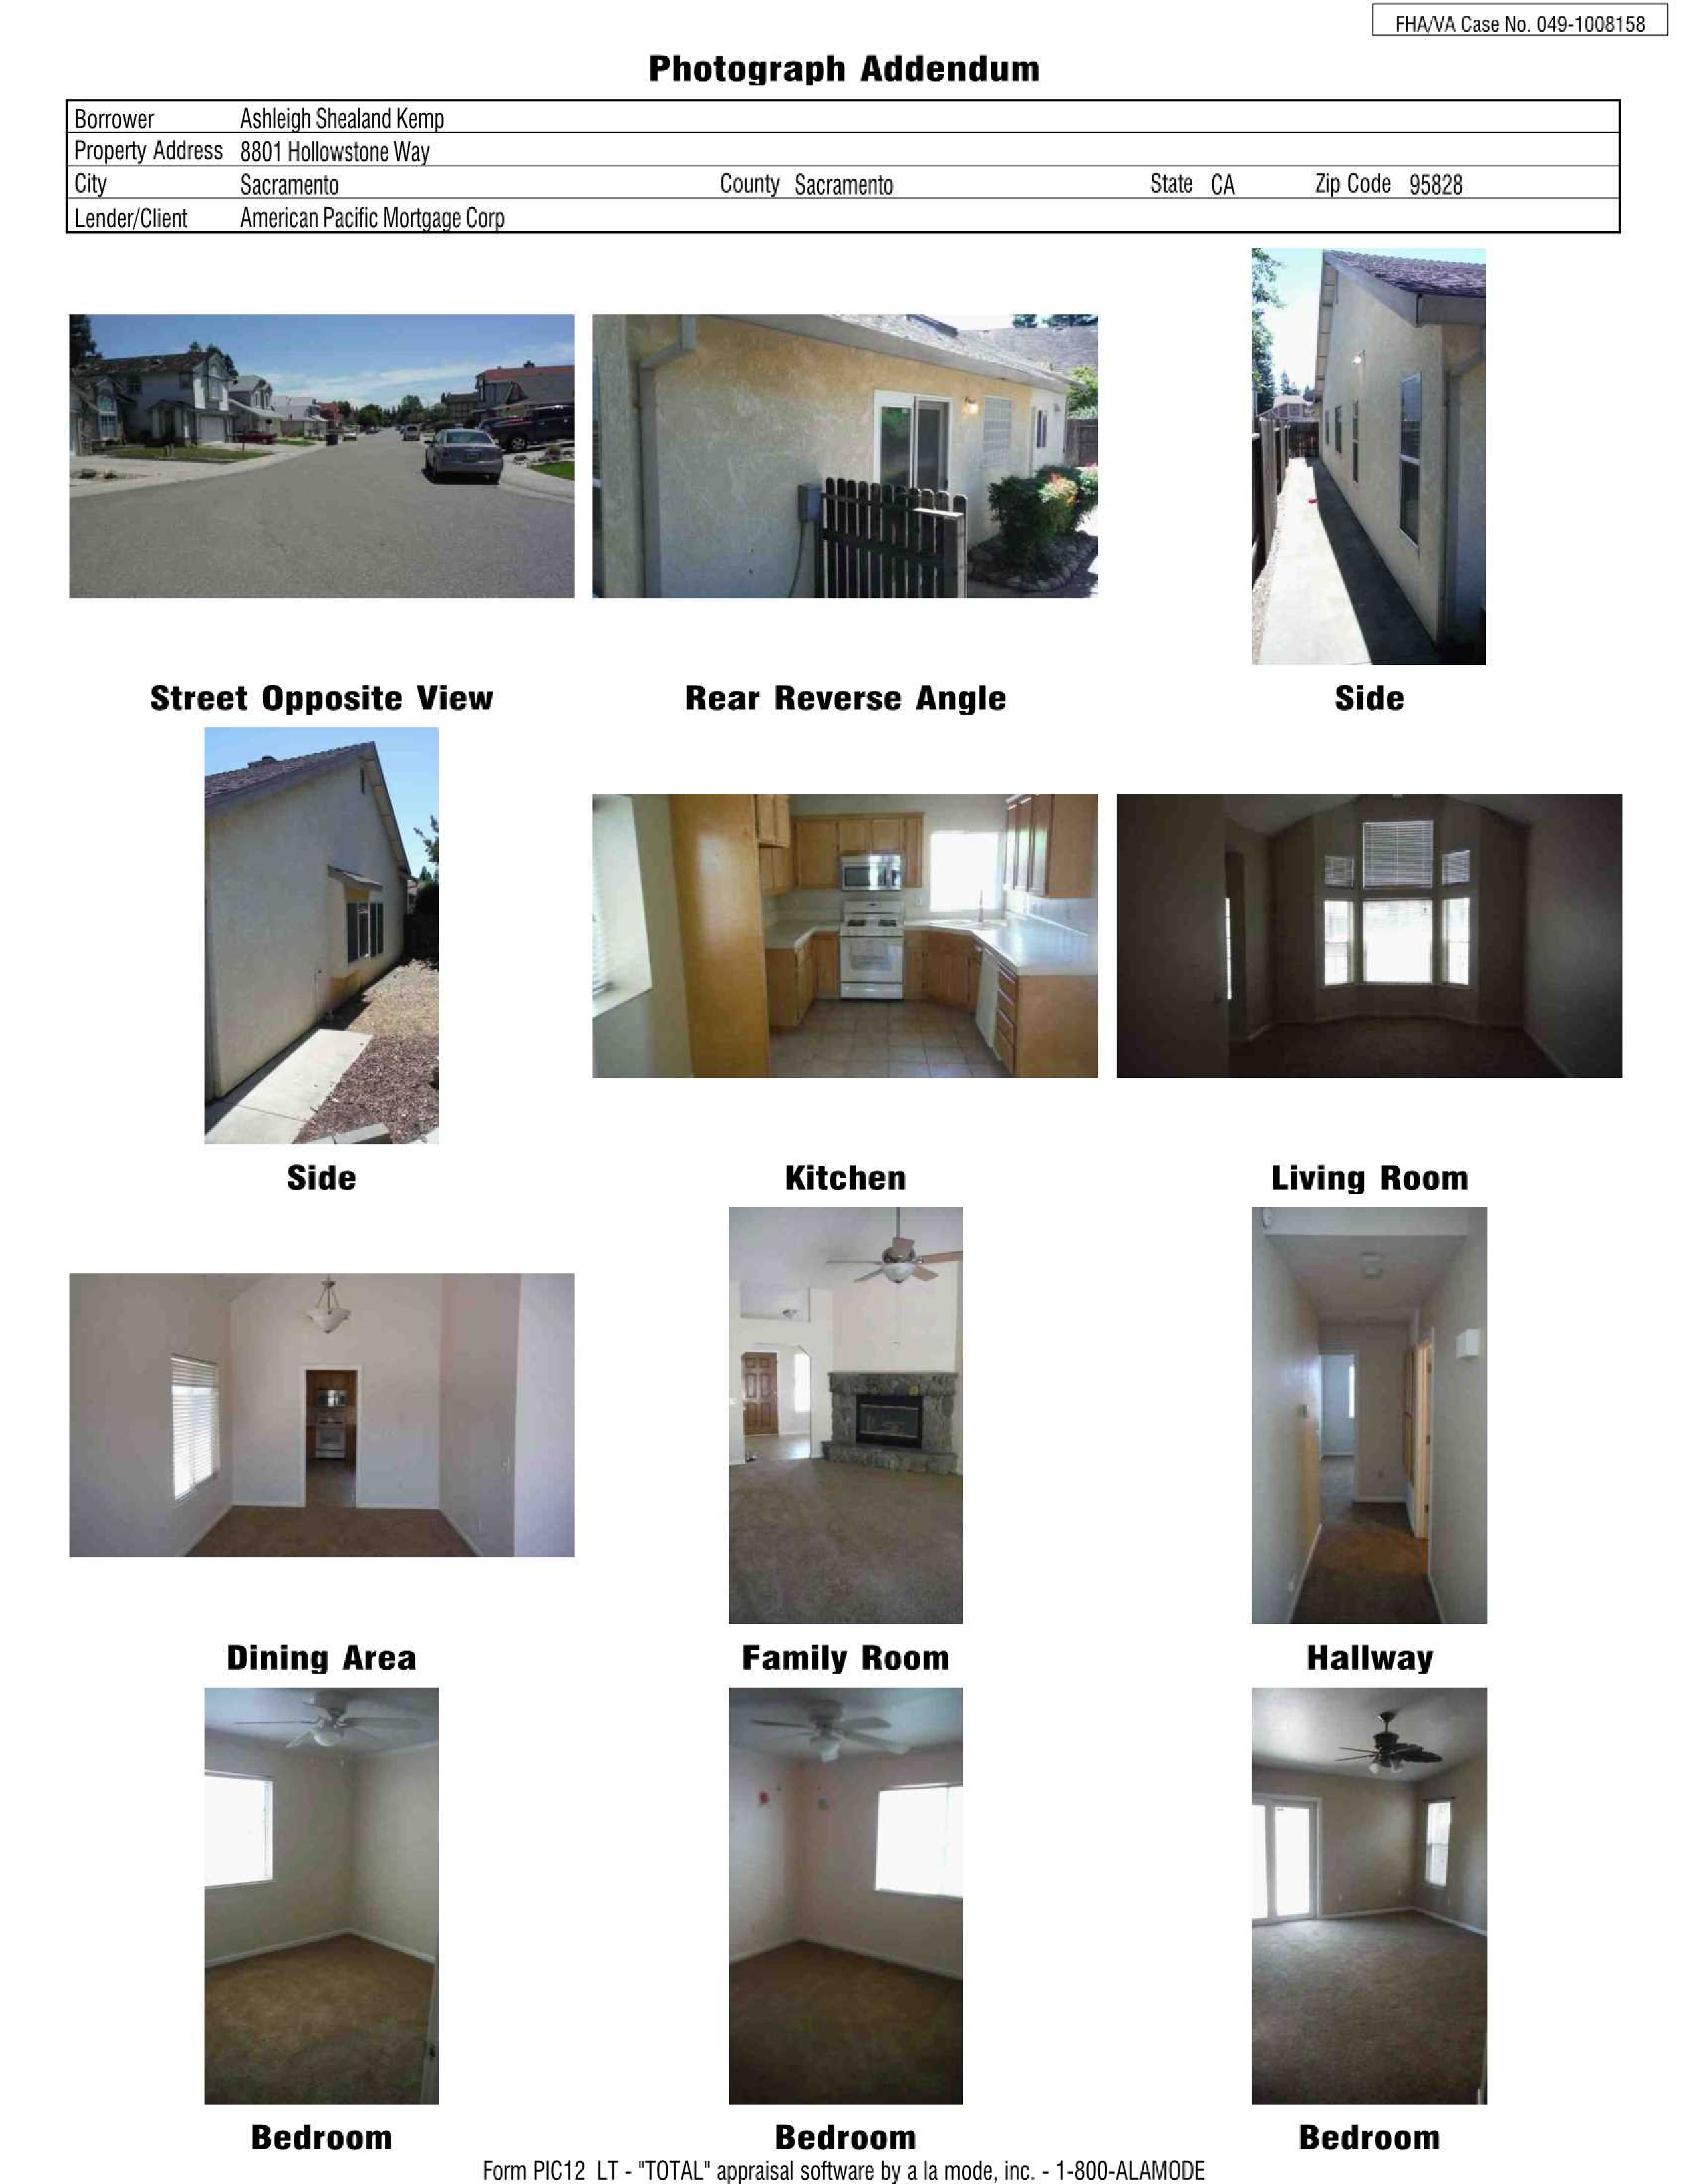 FHA/VA Case No. 049-1008158
Photograph Addendum
Borrower Ashleigh Shealand Kemp
Property Address 8801 Hollowstone Way
City Sacramento County Sacramento State CA Zip Code 95828
Lender/Client American Pacific Mortgage Corp
Street Opposite View Rear Reverse Angle Side
Side Kitchen Living Room
Dining Area Family Room Hallway
Bedroom Bedroom Bedroom
Form PIC12 LT - "TOTAL" appraisal software by a la mode, inc. - 1-800-ALAMODE